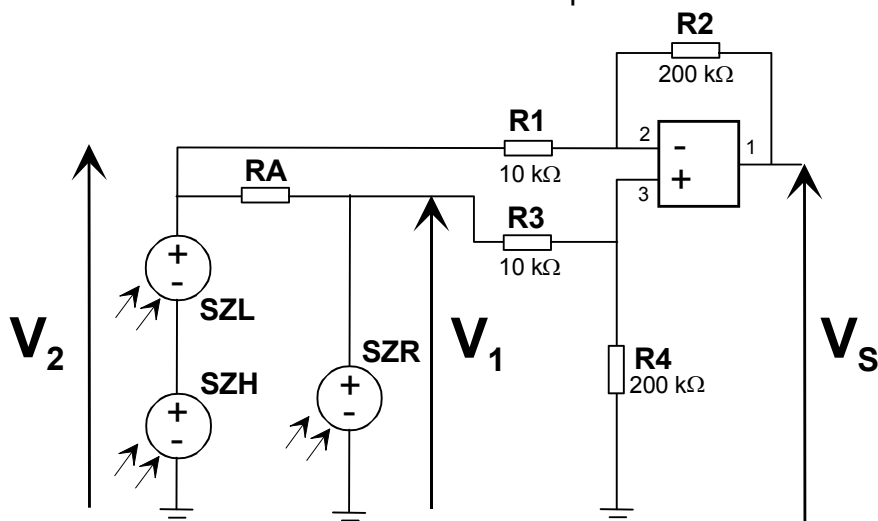 R2
200 kΩ
R1
2
-
1
10 kΩ
+
3
RA
R3
10 kΩ
+
-
SZL
V2
SZR
V1
R4
200 kΩ
VS
SZH
+
-
+
-